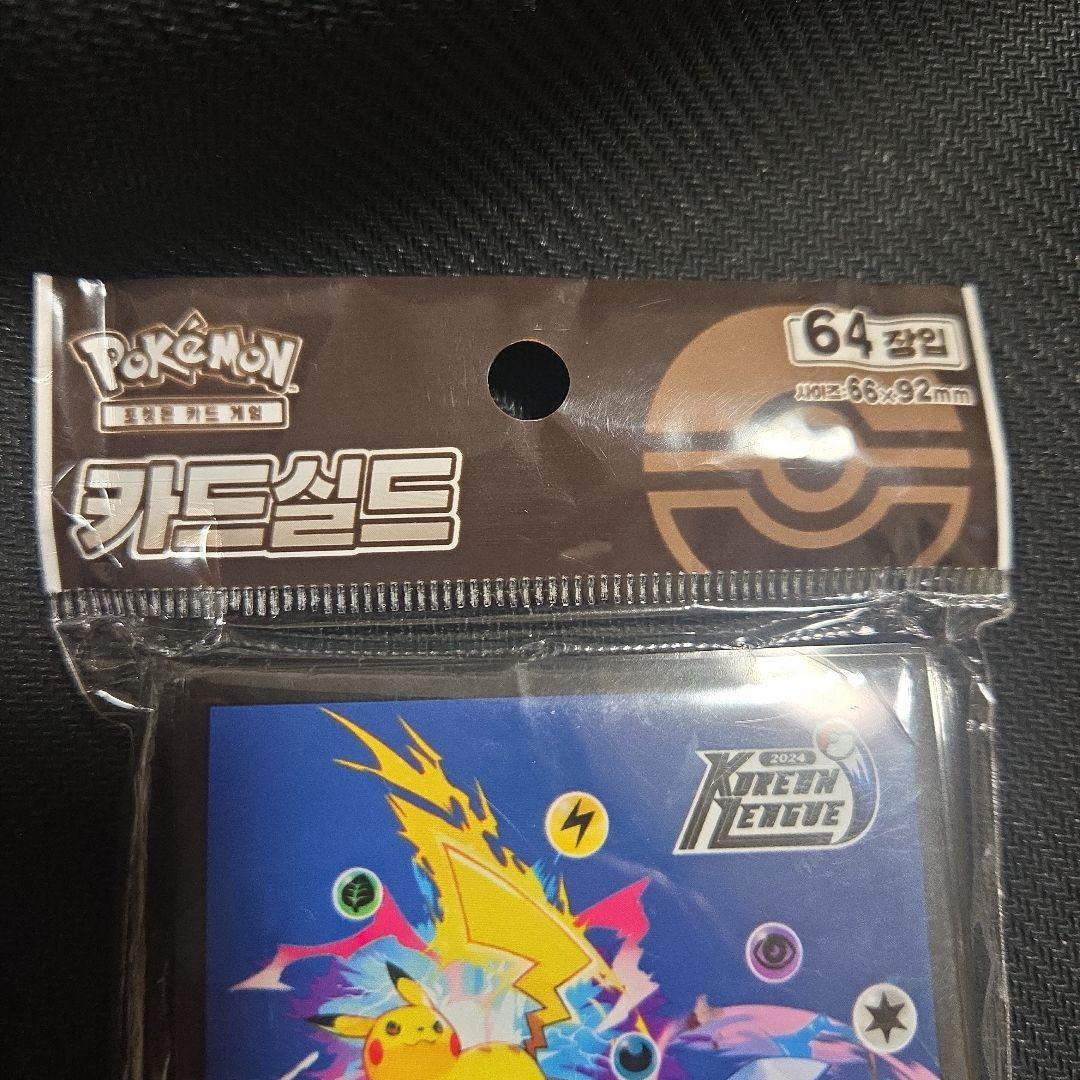 POKéMON
포켓몬 카드 게임
카드실드
64 장입
사이즈:66×92mm
2024
KOREAN
LEAGUE